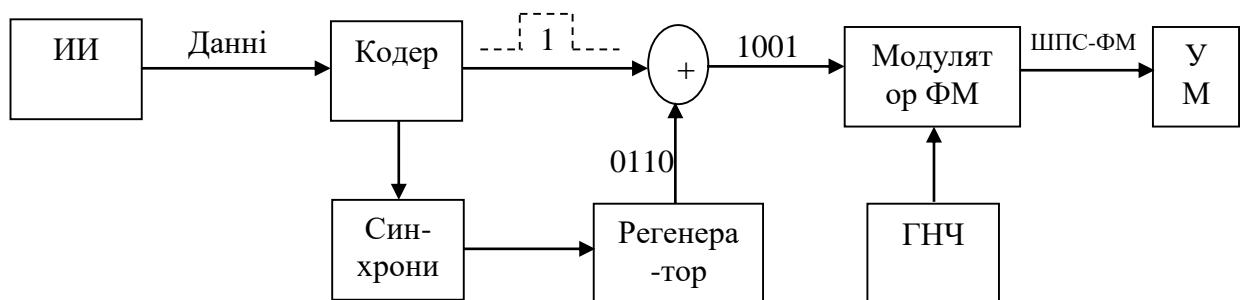 ИИ
Данні
Кодер
1
+
1001
Модулят
ор ФМ
ШПС-ФМ
У
М
0110
Син-
хрони
Регенера
-тор
ГНЧ